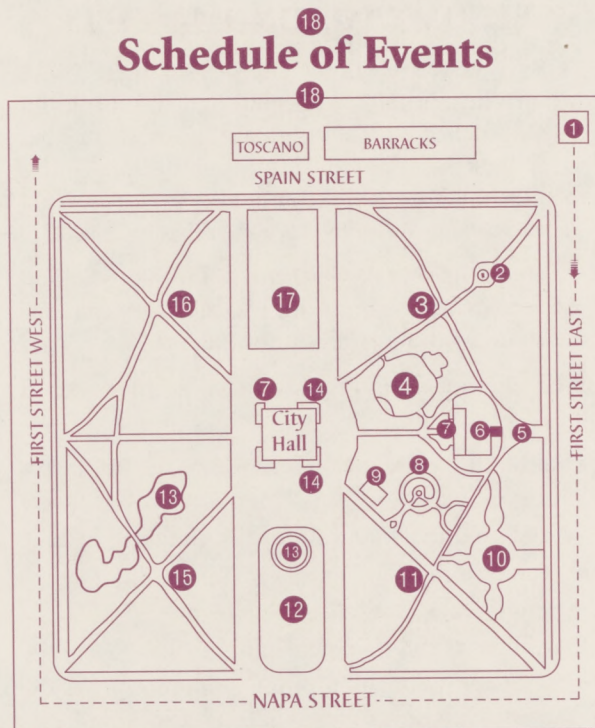 18
Schedule of Events
18
1
TOSCANO
BARRACKS
SPAIN STREET
2
16
17
3
FIRST STREET WEST
FIRST STREET EAST
4
7
14
City
Hall
7
6
5
14
9
8
13
13
10
15
12
11
NAPA STREET